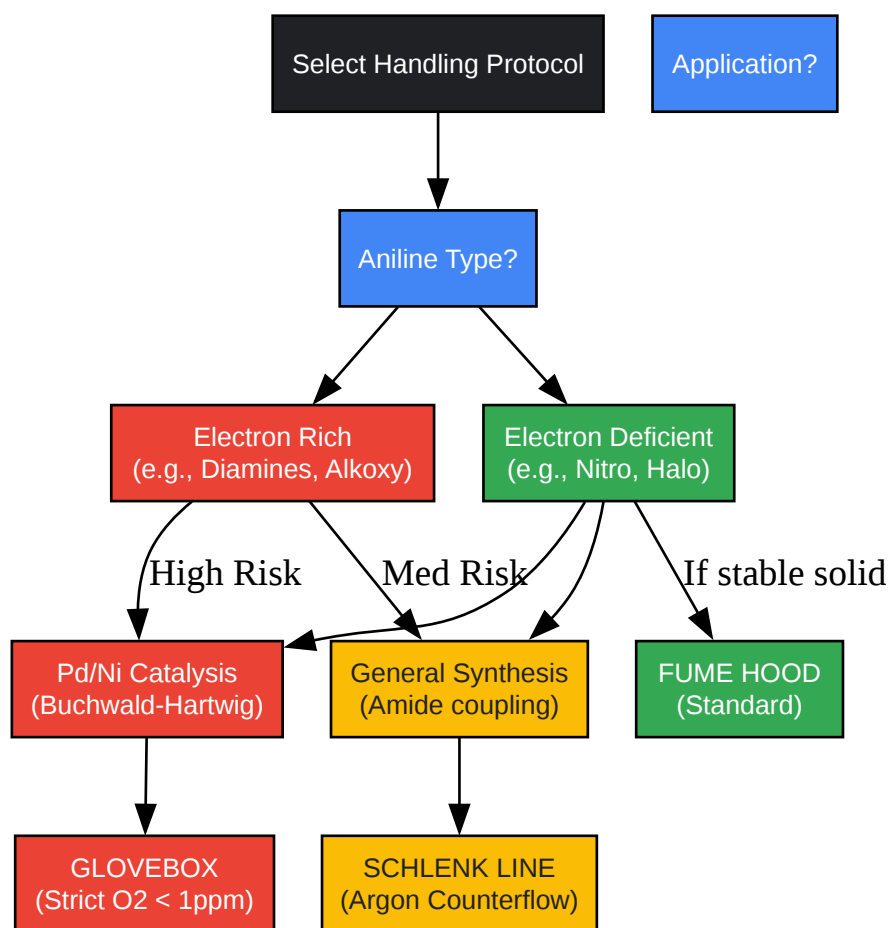 Select Handling Protocol
Application?
Aniline Type?
Electron Rich
(e.g., Diamines, Alkoxy)
Electron Deficient
(e.g., Nitro, Halo)
High Risk
Med Risk
If stable solid
Pd/Ni Catalysis
(Buchwald-Hartwig)
General Synthesis
(Amide coupling)
FUME HOOD
(Standard)
GLOVEBOX
(Strict O2 < 1ppm)
SCHLENK LINE
(Argon Counterflow)